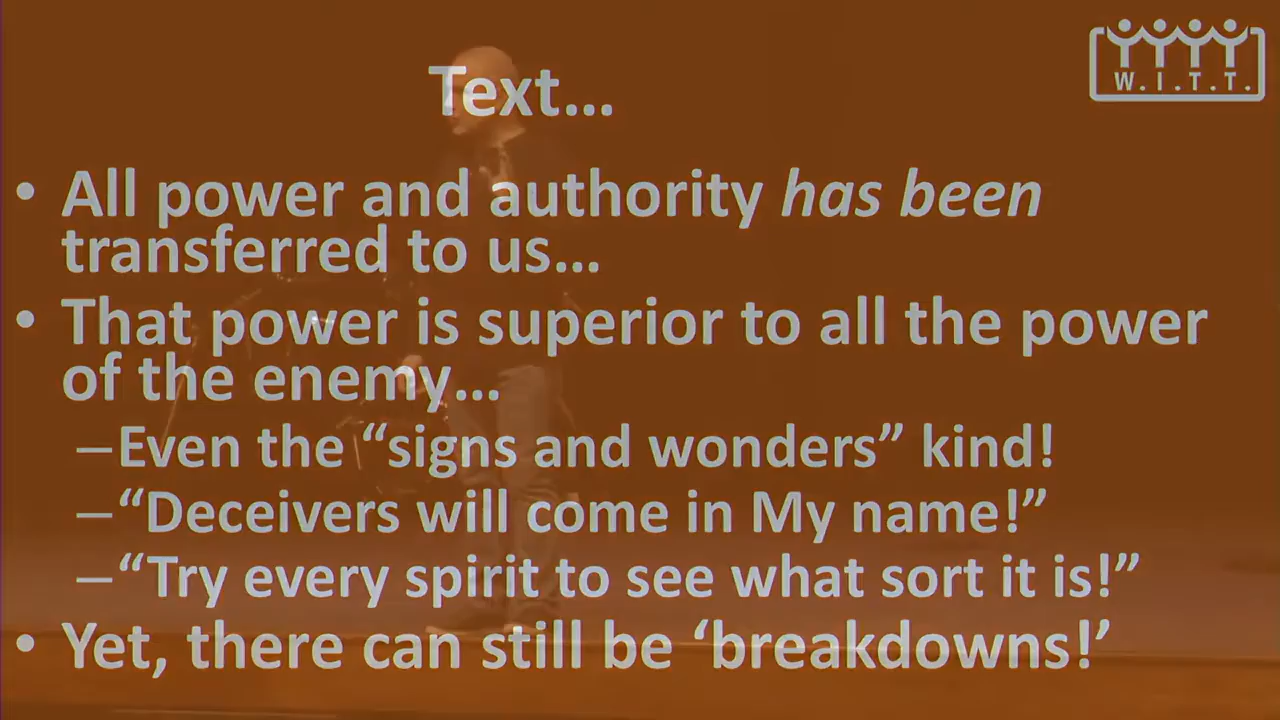 W.I.T.T.
Text...
• All power and authority has been
transferred to us...
• That power is superior to all the power
of the enemy...
–Even the “signs and wonders” kind!
–“Deceivers will come in My name!”
–“Try every spirit to see what sort it is!”
• Yet, there can still be ‘breakdowns!’